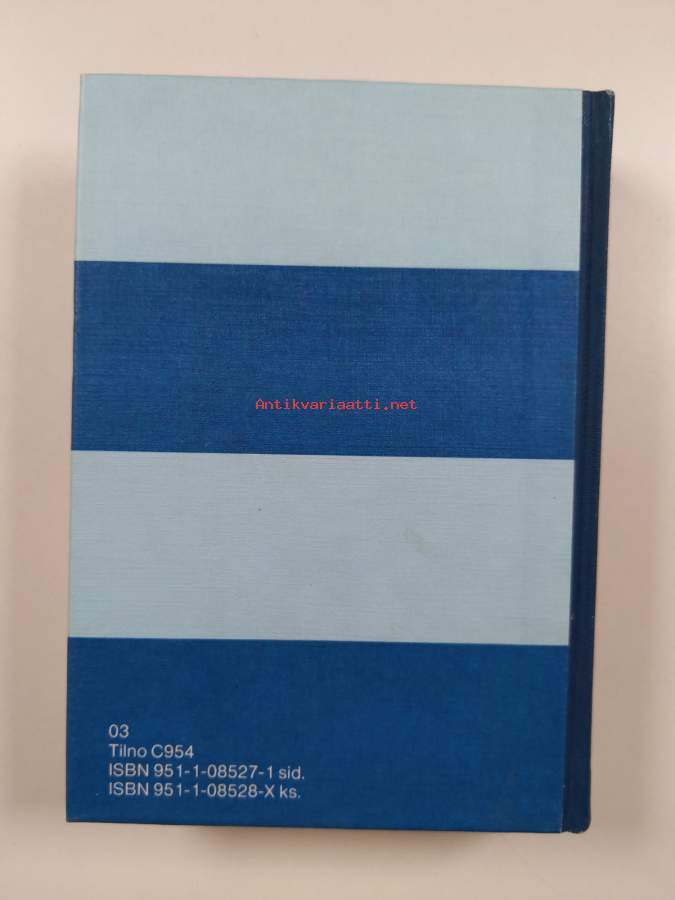 Antikvariaatti.net
03
Tilno C954
ISBN 951-1-08527-1 sid.
ISBN 951-1-08528-X ks.